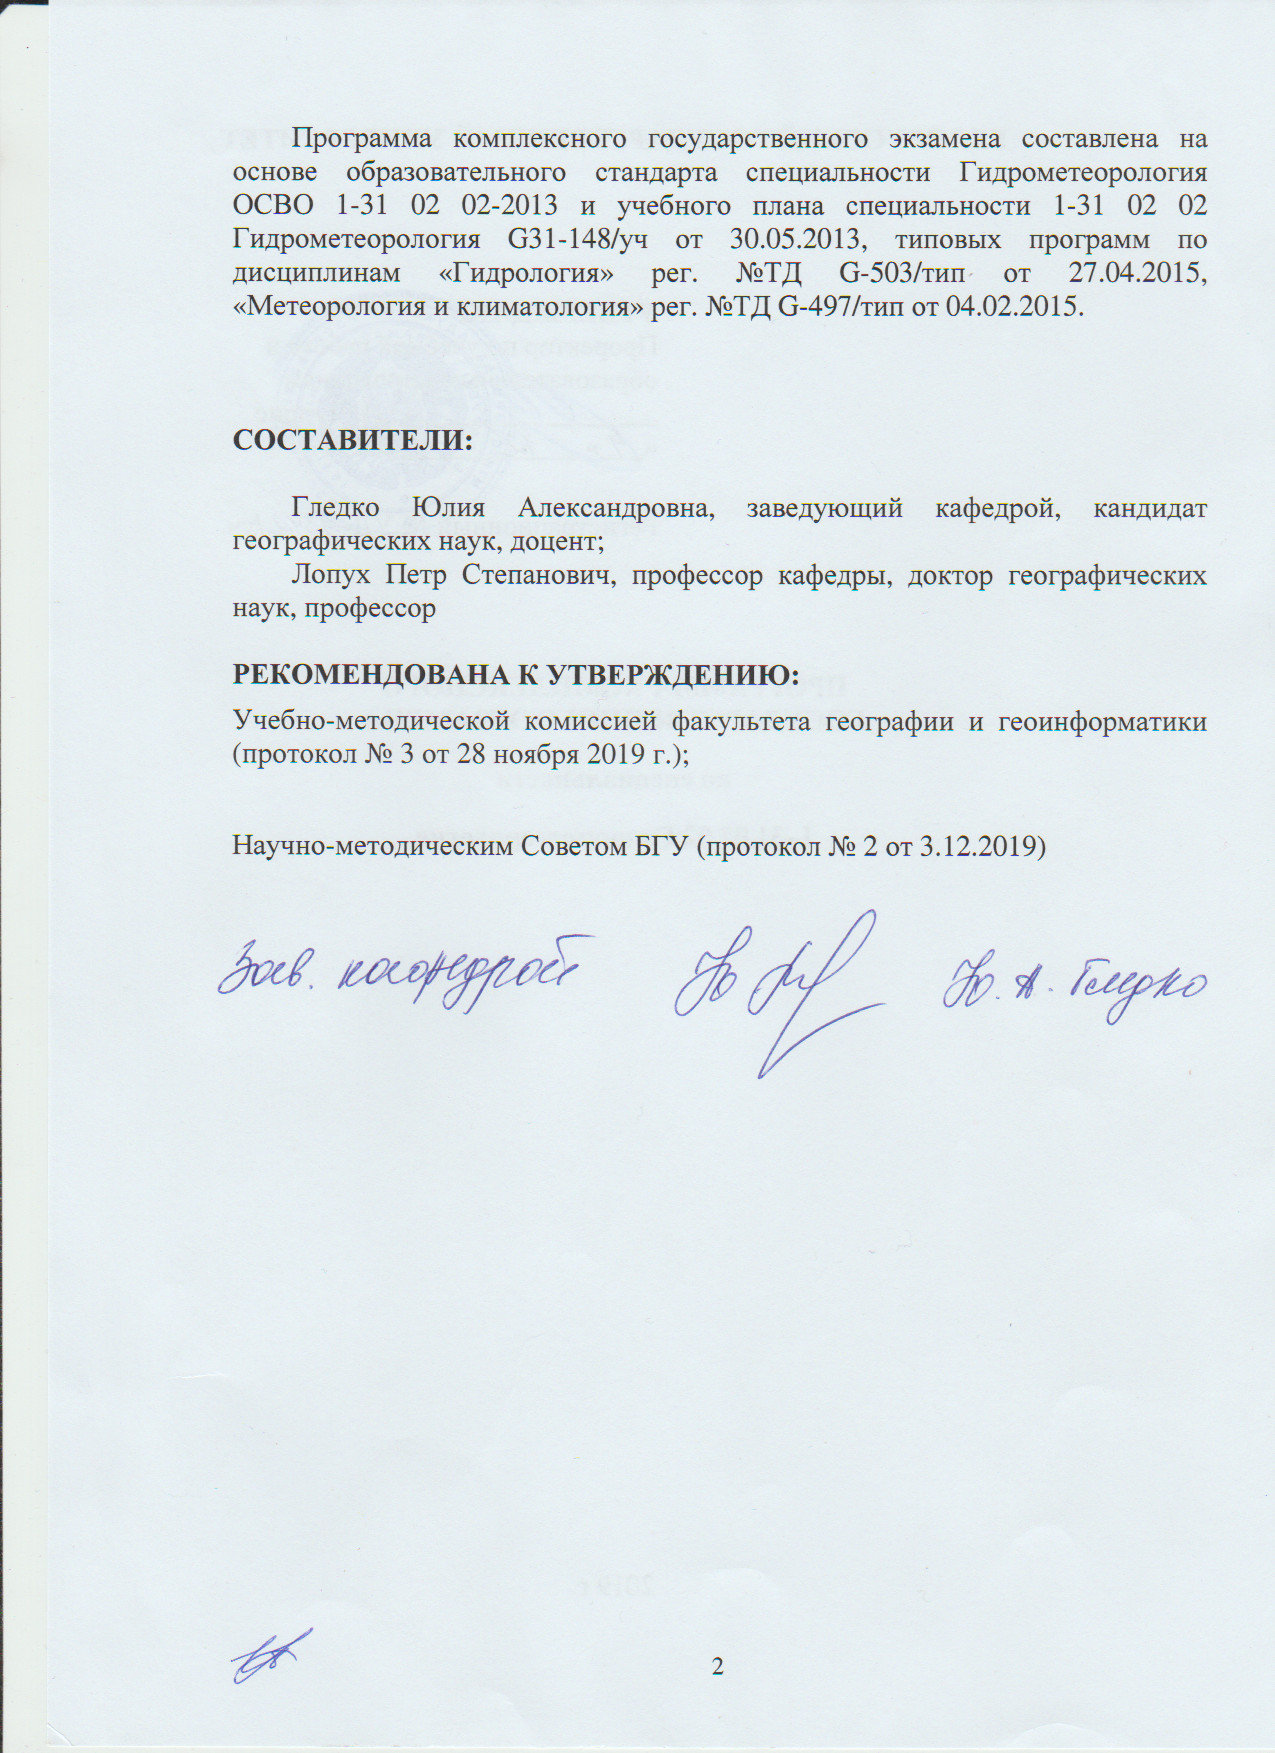 Программа комплексного государственного экзамена составлена на
основе образовательного стандарта специальности Гидрометеорология
ОСВО 1-31 02 02-2013 и учебного плана специальности 1-31 02 02
Гидрометеорология G31-148/уч от 30.05.2013, типовых программ по
дисциплинам «Гидрология» рег. №ТД G-503/тип от 27.04.2015,
«Метеорология и климатология» рег. №ТД G-497/тип от 04.02.2015.
СОСТАВИТЕЛИ:
Гледко Юлия Александровна, заведующий кафедрой, кандидат
географических наук, доцент;
Лопух Петр Степанович, профессор кафедры, доктор географических
наук, профессор
РЕКОМЕНДОВАНА К УТВЕРЖДЕНИЮ:
Учебно-методической комиссией факультета географии и геоинформатики
(протокол № 3 от 28 ноября 2019 г.);
Научно-методическим Советом БГУ (протокол № 2 от 3.12.2019)
Зав. кафедрой Ю.А. Гледко
2